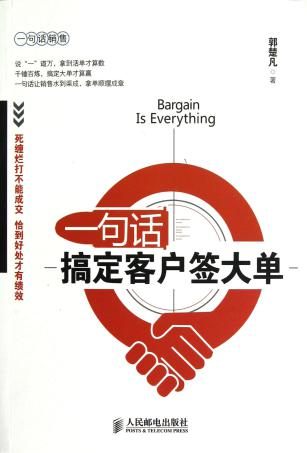 一句话销售
说“一”道万，拿到活单才算数
千锤百炼，搞定大单才算赢
一句话让销售水到渠成，拿单顺理成章
郭楚凡
著
死缠烂打不能成交 恰到好处才有绩效
Bargain
Is Everything
一句话
搞定客户签大单
人民邮电出版社
POSTS & TELECOM PRESS